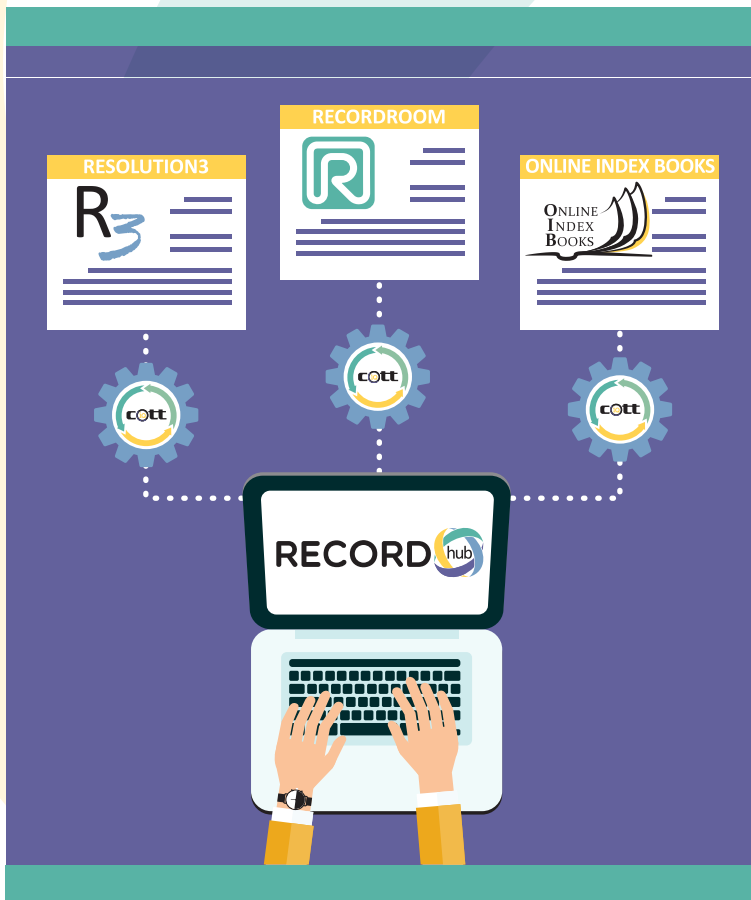 RECORDROOM
RESOLUTION3
ONLINE INDEX BOOKS
R
R3
ONLINE
INDEX
BOOKS
cott
cott
cott
RECORD hub